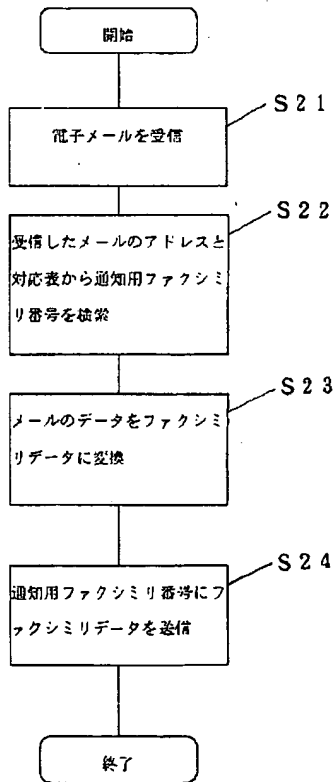 開始
S21
電子メールを受信
S22
受信したメールのアドレスと
対応表から通知用ファクシミ
リ番号を検索
S23
メールのデータをファクシミ
リデータに変換
S24
通知用ファクシミリ番号にフ
ァクシミリデータを送信
終了